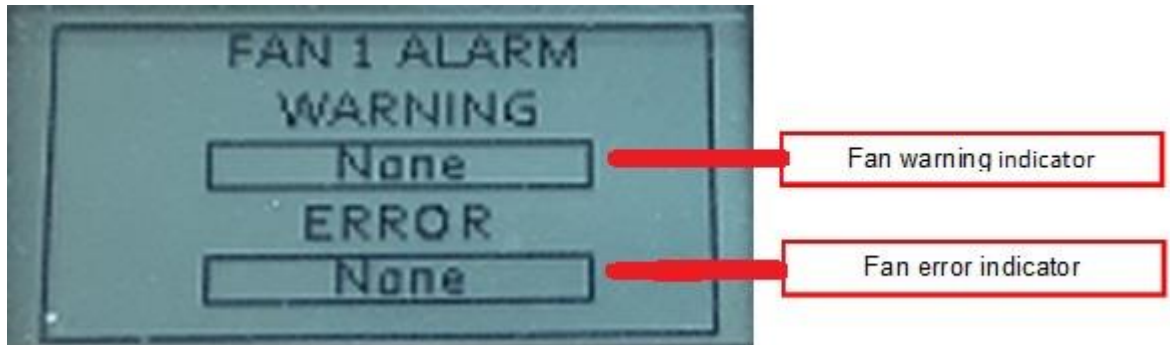 FAN 1 ALARM
WARNING
None
Fan warning indicator
ERROR
None
Fan error indicator